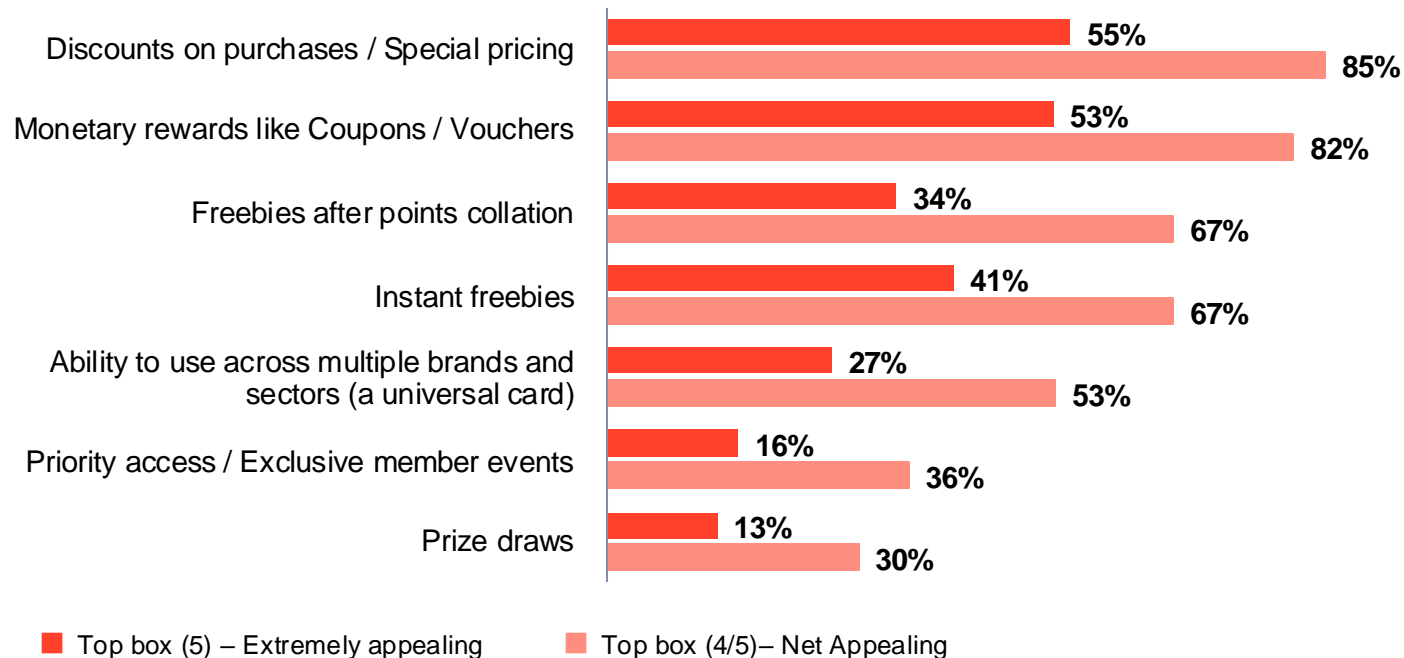 Discounts on purchases / Special pricing
55%
85%
Monetary rewards like Coupons / Vouchers
53%
82%
Freebies after points collation
34%
67%
Instant freebies
41%
67%
Ability to use across multiple brands and
sectors (a universal card)
27%
53%
Priority access / Exclusive member events
16%
36%
Prize draws
13%
30%
Top box (5) – Extremely appealing
Top box (4/5)– Net Appealing